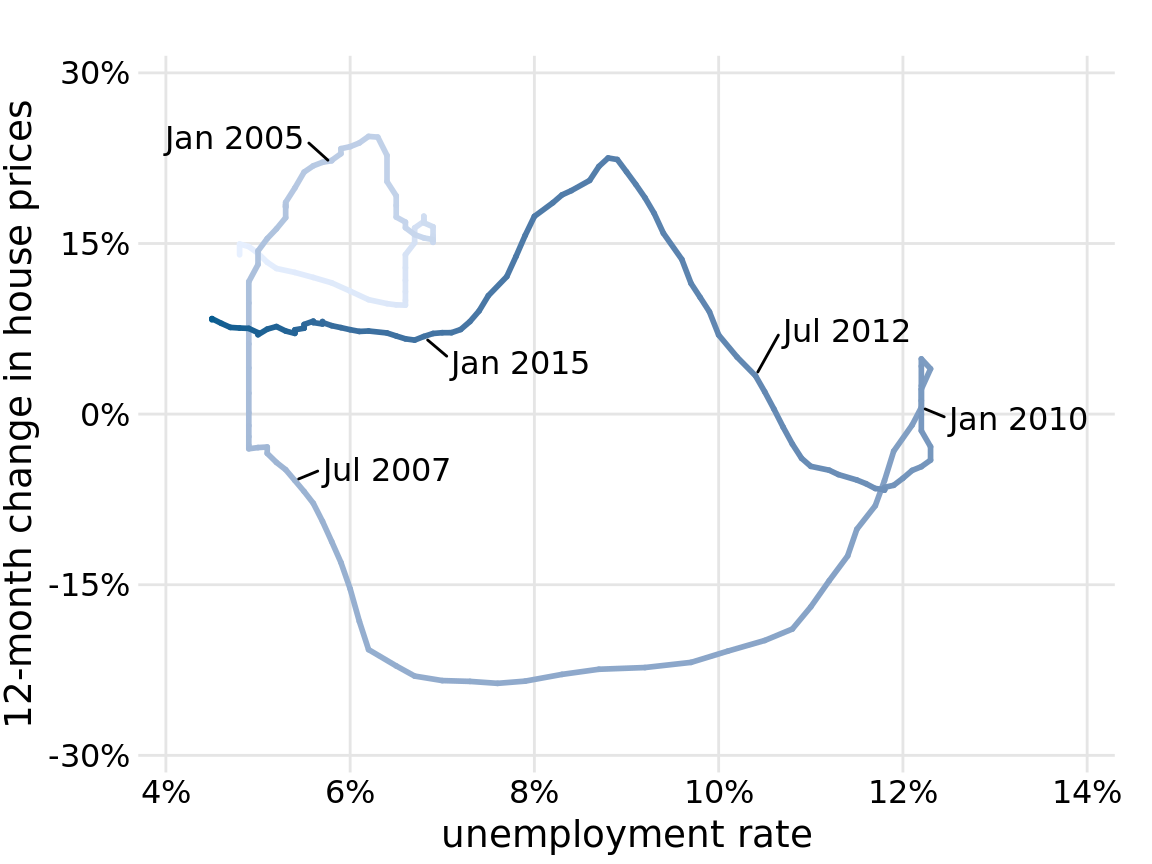 30%
15%
0%
-15%
-30%
12-month change in house prices
Jan 2005
Jul 2012
Jan 2015
Jan 2010
Jul 2007
4%
6%
8%
10%
12%
14%
unemployment rate